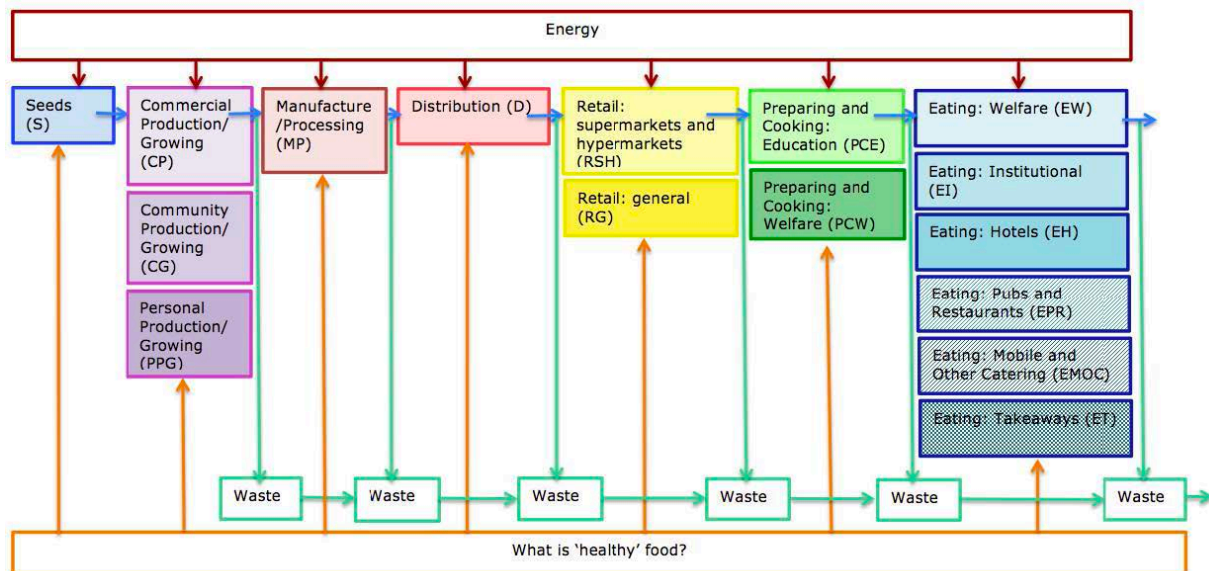 Energy
Seeds
(S)
Commercial
Production/
Growing
(CP)
Community
Production/
Growing
(CG)
Personal
Production/
Growing
(PPG)
Manufacture
/Processing
(MP)
Distribution (D)
Retail:
supermarkets and
hypermarkets
(RSH)
Retail: general
(RG)
Preparing and
Cooking:
Education (PCE)
Preparing and
Cooking:
Welfare (PCW)
Eating: Welfare (EW)
Eating: Institutional
(EI)
Eating: Hotels (EH)
Eating: Pubs and
Restaurants (EPR)
Eating: Mobile and
Other Catering (EMOC)
Eating: Takeaways (ET)
Waste
Waste
Waste
Waste
Waste
Waste
What is ‘healthy’ food?